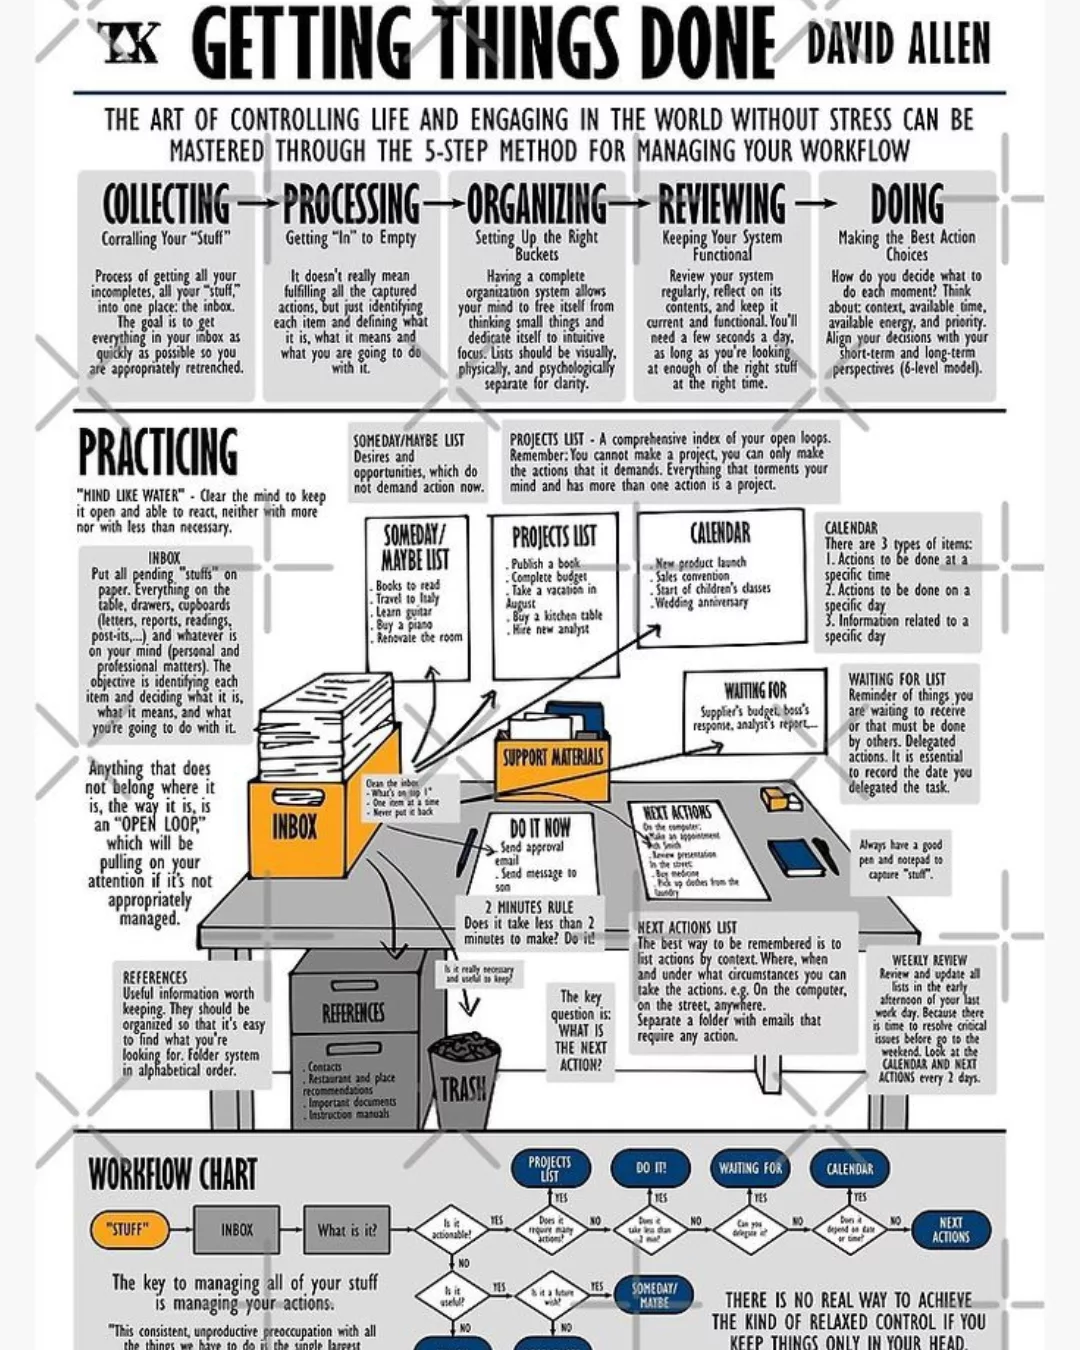 TK GETTING THINGS DONE DAVID ALLEN
THE ART OF CONTROLLING LIFE AND ENGAGING IN THE WORLD WITHOUT STRESS CAN BE
MASTERED THROUGH THE 5-STEP METHOD FOR MANAGING YOUR WORKFLOW
COLLECTING
Corralling Your "Stuff"
Process of getting all your
incompletes, all your "stuff,"
into one place: the inbox.
The goal is to get
everything in your inbox as
quickly as possible so you
are appropriately retrenched.
PROCESSING
Getting "In" to Empty
It doesn't really mean
fulfilling all the captured
actions, but just identifying
each item and defining what
it is, what it means and
what you are going to do
with it.
ORGANIZING
Setting Up the Right
Buckets
Having a complete
organization system allows
your mind to free itself from
thinking small things and
dedicate itself to intuitive
focus. Lists should be visually,
physically, and psychologically
separate for clarity.
REVIEWING
Keeping Your System
Functional
Review your system
regularly, reflect on its
contents, and keep it
current and functional. You'll
need a few seconds a day,
as long as you're looking
at enough of the right stuff
at the right time.
DOING
Making the Best Action
Choices
How do you decide what to
do each moment? Think
about: context, available time,
available energy, and priority.
Align your decisions with your
short-term and long-term
perspectives (6-level model).
PRACTICING
"MIND LIKE WATER" - Clear the mind to keep
it open and able to react, neither with more
nor with less than necessary.
SOMEDAY/MAYBE LIST
Desires and
opportunities, which do
not demand action now.
PROJECTS LIST - A comprehensive index of your open loops.
Remember: You cannot make a project, you can only make
the actions that it demands. Everything that torments your
mind and has more than one action is a project.
INBOX
Put all pending "stuffs" on
paper. Everything on the
table, drawers, cupboards
(letters, reports, readings,
post-its,...) and whatever is
on your mind (personal and
professional matters). The
objective is identifying each
item and deciding what it is,
what it means, and what
you're going to do with it.
SOMEDAY/
MAYBE LIST
. Books to read
. Travel to Italy
. Learn guitar
. Buy a piano
. Renovate the room
PROJECTS LIST
. Publish a book
. Complete budget
. Take a vacation in
August
. Buy a kitchen table
. Hire new analyst
CALENDAR
. New product launch
. Sales convention
. Start of children's classes
. Wedding anniversary
CALENDAR
There are 3 types of items:
1. Actions to be done at a
specific time
2. Actions to be done on a
specific day
3. Information related to a
specific day
WAITING FOR
Supplier's budget, boss's
response, analyst's report,...
WAITING FOR LIST
Reminder of things you
are waiting to receive
or that must be done
by others. Delegated
actions. It is essential
to record the date you
delegated the task.
Anything that does
not belong where it
is, the way it is, is
an "OPEN LOOP,"
which will be
pulling on your
attention if it's not
appropriately
managed.
INBOX
Clean the inbox
- What's on top 1°
- One item at a time
- Never put it back
SUPPORT MATERIALS
DO IT NOW
. Send approval
email
. Send message to
son
2 MINUTES RULE
Does it take less than 2
minutes to make? Do it!
NEXT ACTIONS
On the computer:
. Make an appointment
with Smith
. Review presentation
In the street:
. Buy medicine
. Pick up clothes from the
laundry
Always have a good
pen and notepad to
capture "stuff".
NEXT ACTIONS LIST
The best way to be remembered is to
list actions by context. Where, when
and under what circumstances you can
take the actions. e.g. On the computer,
on the street, anywhere.
Separate a folder with emails that
require any action.
WEEKLY REVIEW
Review and update all
lists in the early
afternoon of your last
work day. Because there
is time to resolve critical
issues before go to the
weekend. Look at the
CALENDAR AND NEXT
ACTIONS every 2 days.
REFERENCES
Useful information worth
keeping. They should be
organized so that it's easy
to find what you're
looking for. Folder system
in alphabetical order.
REFERENCES
. Contacts
. Restaurant and place
recommendations
. Important documents
. Instruction manuals
Is it really necessary
and useful to keep?
TRASH
The key
question is:
WHAT IS
THE NEXT
ACTION?
WORKFLOW CHART
PROJECTS
LIST
DO IT!
WAITING FOR
CALENDAR
YES
YES
YES
YES
"STUFF"
INBOX
What is it?
Is it
actionable?
YES
Does it
require many
actions?
NO
Does it
take less than
2 min?
NO
Can you
delegate it?
NO
Does it
depend on date
or time?
NO
NEXT
ACTIONS
NO
Is it
useful?
YES
Is it a future
wish?
YES
SOMEDAY/
MAYBE
NO
NO
The key to managing all of your stuff
is managing your actions.
"This consistent, unproductive preoccupation with all
the things we have to do is the single largest
THERE IS NO REAL WAY TO ACHIEVE
THE KIND OF RELAXED CONTROL IF YOU
KEEP THINGS ONLY IN YOUR HEAD.